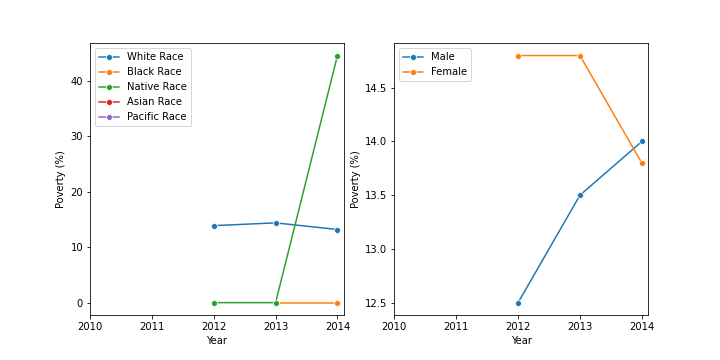 White Race
Black Race
Native Race
Asian Race
Pacific Race
Poverty (%)
40
30
20
10
0
2010 2011 2012 2013 2014
Year
Male
Female
Poverty (%)
14.5
14.0
13.5
13.0
12.5
2010 2011 2012 2013 2014
Year